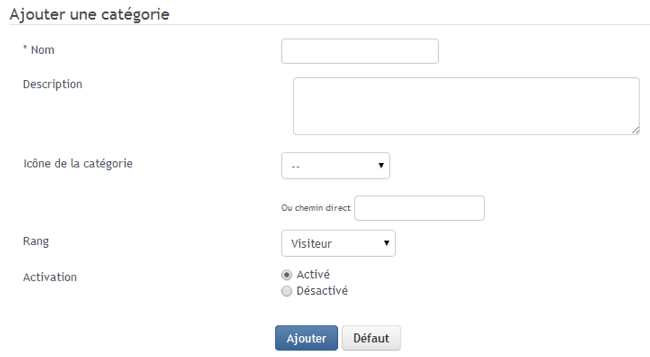 Ajouter une catégorie
* Nom
Description
Icône de la catégorie
--
Ou chemin direct
Rang
Visiteur
Activation
Activé
Désactivé
Ajouter Défaut